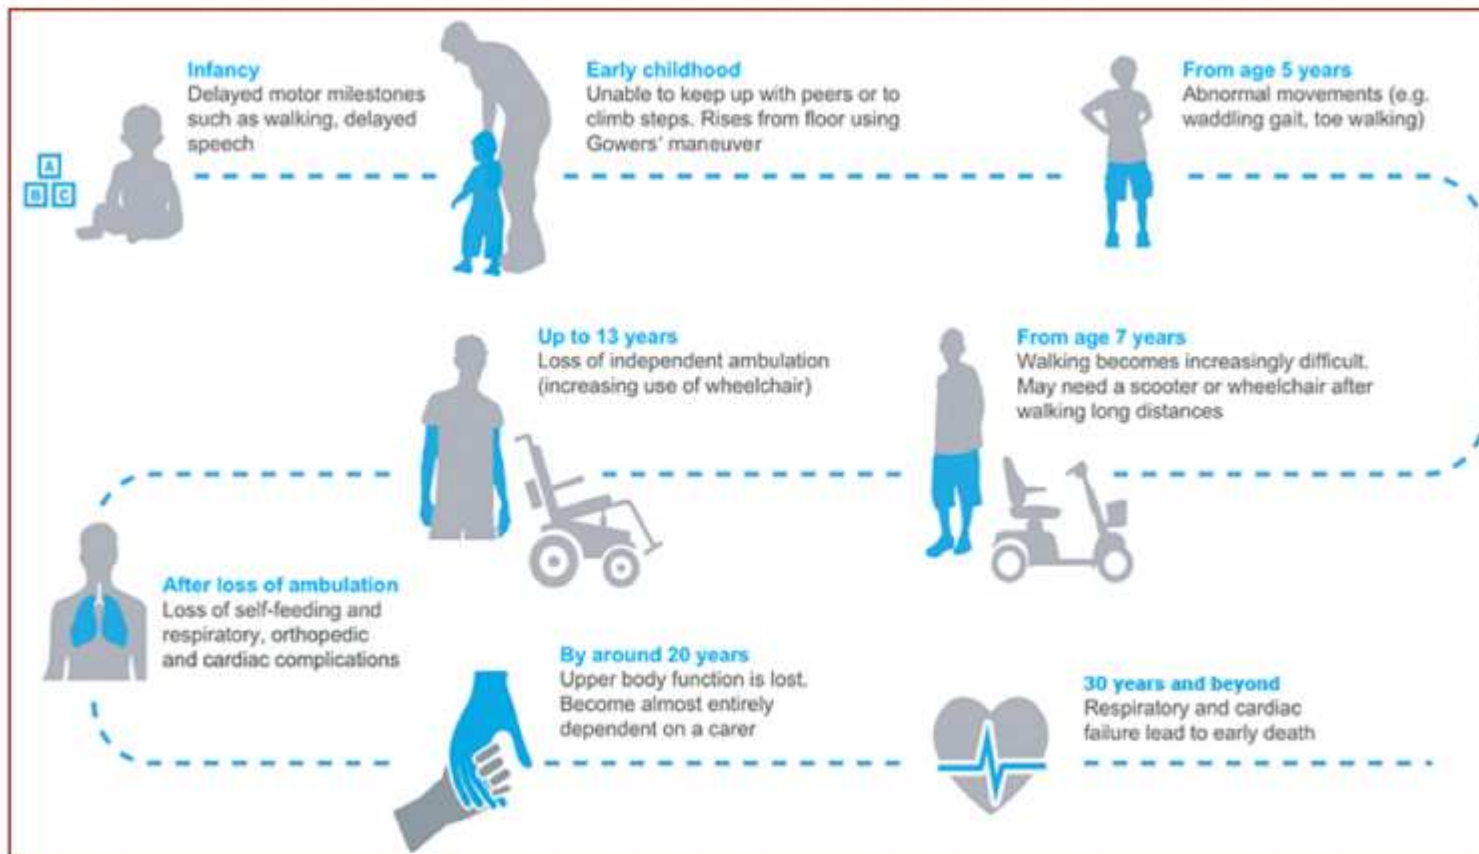 Infancy
Delayed motor milestones
such as walking, delayed
speech
A
B C
Early childhood
Unable to keep up with peers or to
climb steps. Rises from floor using
Gowers' maneuver
From age 5 years
Abnormal movements (e.g.
waddling gait, toe walking)
From age 7 years
Walking becomes increasingly difficult.
May need a scooter or wheelchair after
walking long distances
Up to 13 years
Loss of independent ambulation
(increasing use of wheelchair)
After loss of ambulation
Loss of self-feeding and
respiratory, orthopedic
and cardiac complications
By around 20 years
Upper body function is lost.
Become almost entirely
dependent on a carer
30 years and beyond
Respiratory and cardiac
failure lead to early death